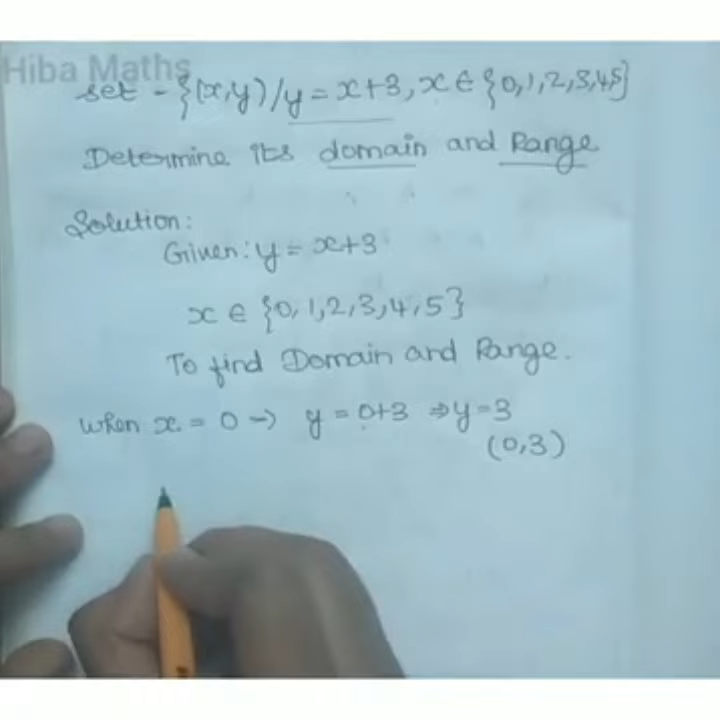 Hiba Maths
set - {(x,y)/y = x+3, x ∈ {0,1,2,3,4,5}
Determine its domain and Range
Solution:
Given: y = x+3
x ∈ {0,1,2,3,4,5}
To find Domain and Range.
When x = 0 → y = 0+3 ⇒ y = 3
(0,3)